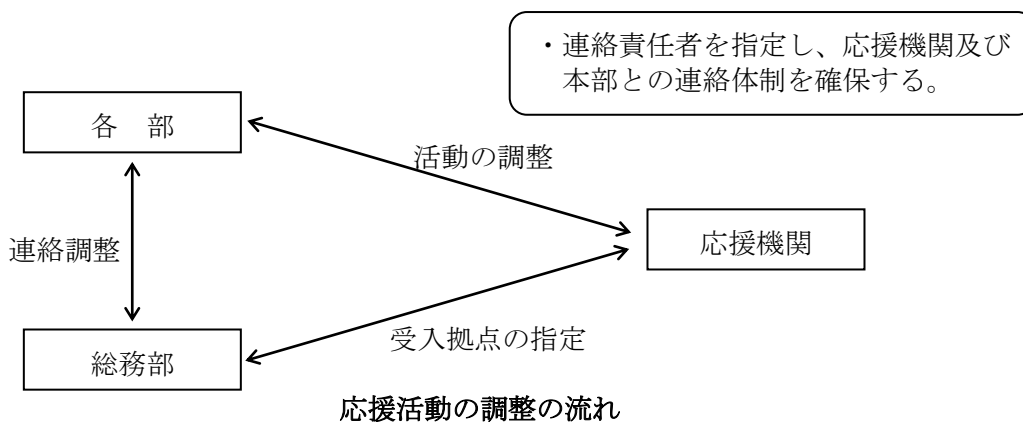 ・連絡責任者を指定し、応援機関及び
本部との連絡体制を確保する。
各　部
活動の調整
応援機関
連絡調整
受入拠点の指定
総務部
応援活動の調整の流れ